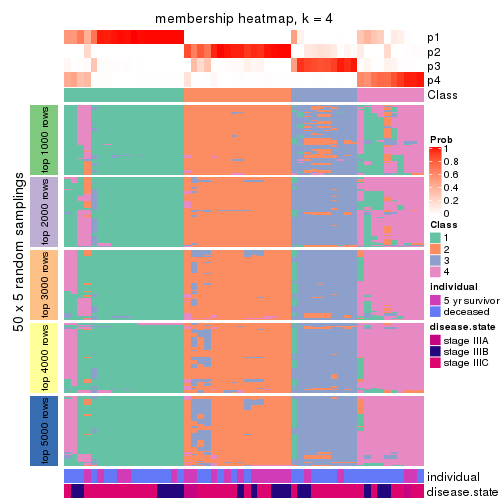 membership heatmap, k = 4
p1
p2
p3
p4
Class
50 x 5 random samplings
top 1000 rows
top 2000 rows
top 3000 rows
top 4000 rows
top 5000 rows
individual
disease.state
Prob
1
0.8
0.6
0.4
0.2
0
Class
1
2
3
4
individual
5 yr survivor
deceased
disease.state
stage IIIA
stage IIIB
stage IIIC